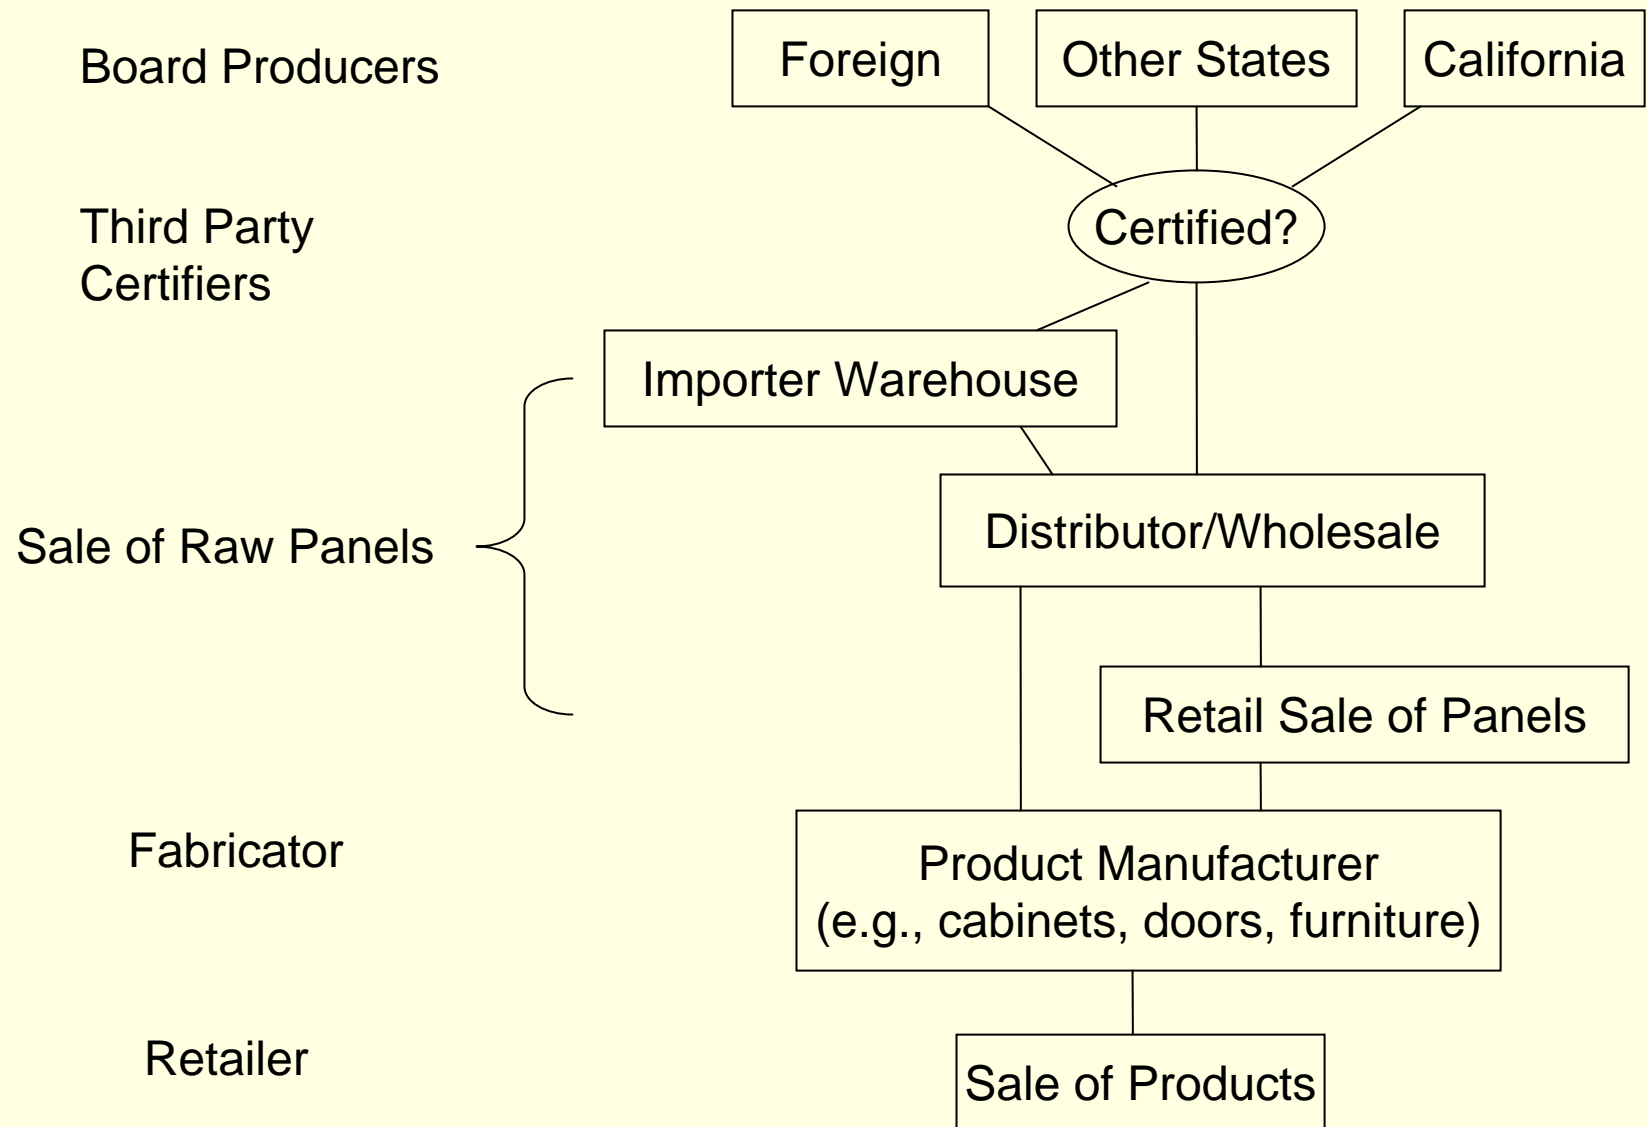 Board Producers
Foreign
Other States
California
Third Party
Certifiers
Certified?
Importer Warehouse
Sale of Raw Panels
Distributor/Wholesale
Retail Sale of Panels
Fabricator
Product Manufacturer
(e.g., cabinets, doors, furniture)
Retailer
Sale of Products